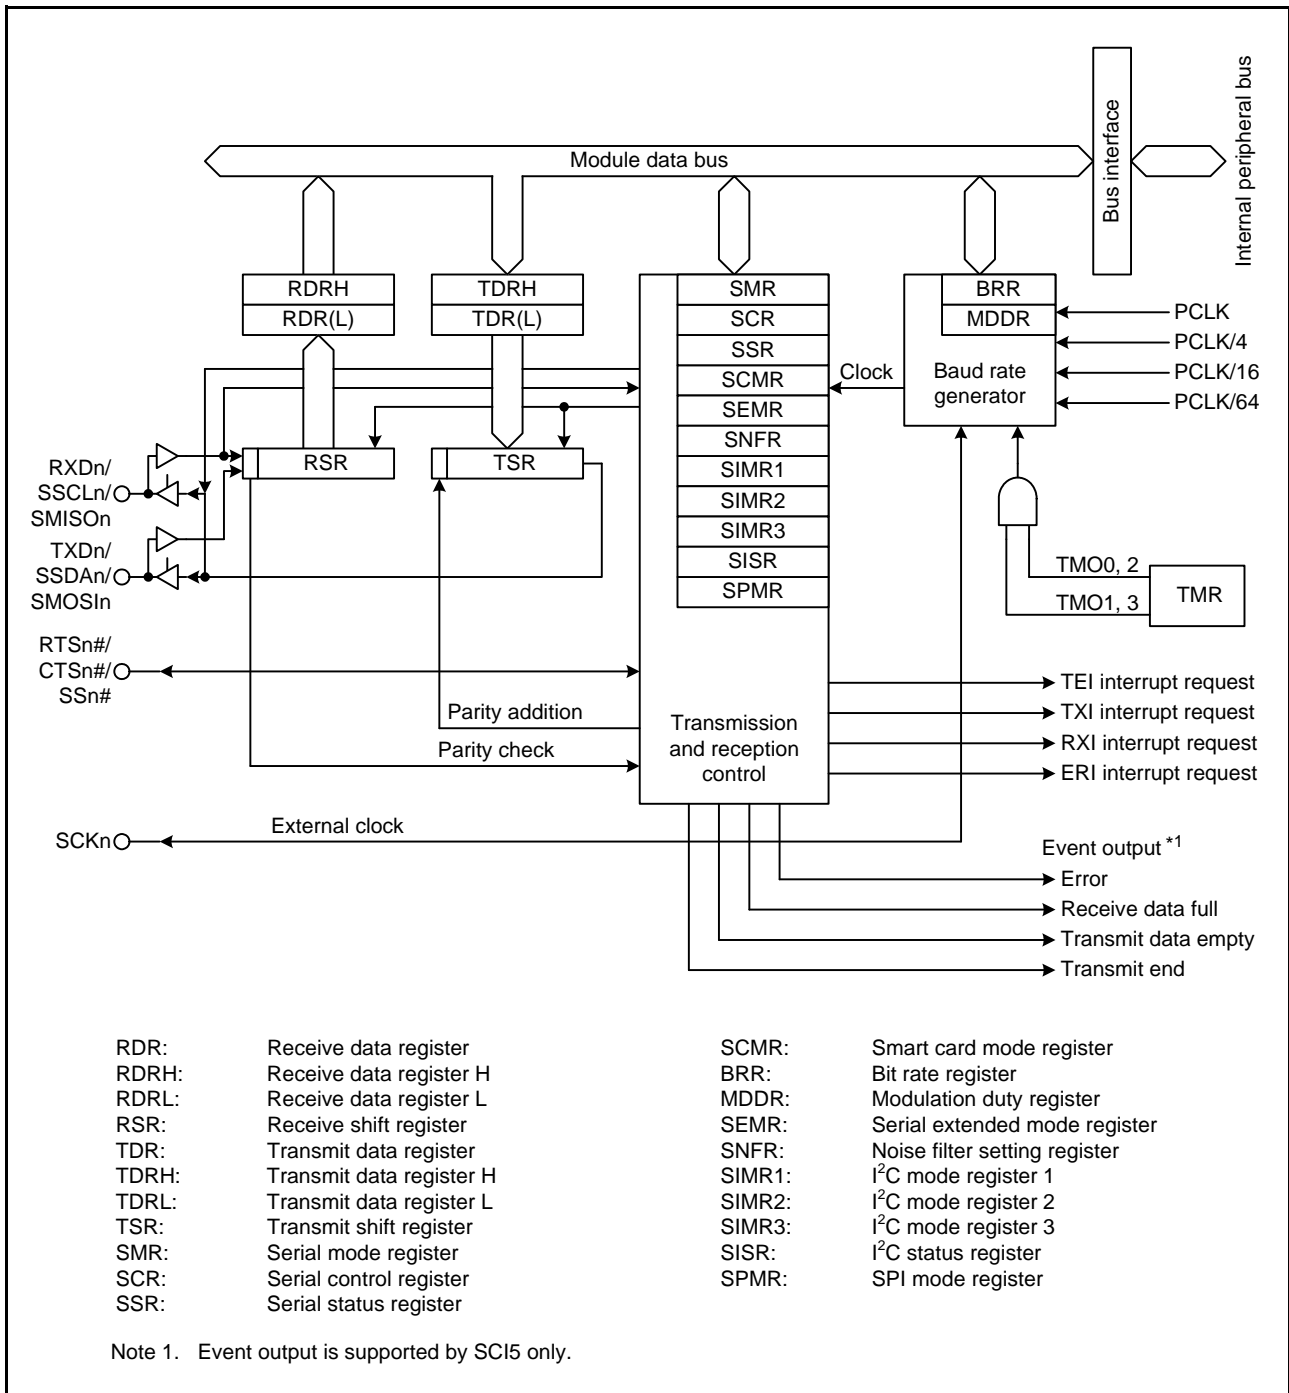 Module data bus
Bus interface
Internal peripheral bus
RDRH
RDR(L)
TDRH
TDR(L)
SMR
SCR
SSR
SCMR
SEMR
SNFR
SIMR1
SIMR2
SIMR3
SISR
SPMR
Transmission
and reception
control
BRR
MDDR
Baud rate
generator
Clock
PCLK
PCLK/4
PCLK/16
PCLK/64
RSR
TSR
RXDn/
SSCLn/
SMISOn
TXDn/
SSDAn/
SMOSIn
TMO0, 2
TMO1, 3
TMR
RTSn#/
CTSn#/
SSn#
Parity addition
Parity check
TEI interrupt request
TXI interrupt request
RXI interrupt request
ERI interrupt request
SCKn
External clock
Event output *1
Error
Receive data full
Transmit data empty
Transmit end
RDR: Receive data register
RDRH: Receive data register H
RDRL: Receive data register L
RSR: Receive shift register
TDR: Transmit data register
TDRH: Transmit data register H
TDRL: Transmit data register L
TSR: Transmit shift register
SMR: Serial mode register
SCR: Serial control register
SSR: Serial status register
SCMR: Smart card mode register
BRR: Bit rate register
MDDR: Modulation duty register
SEMR: Serial extended mode register
SNFR: Noise filter setting register
SIMR1: I²C mode register 1
SIMR2: I²C mode register 2
SIMR3: I²C mode register 3
SISR: I²C status register
SPMR: SPI mode register
Note 1. Event output is supported by SCI5 only.